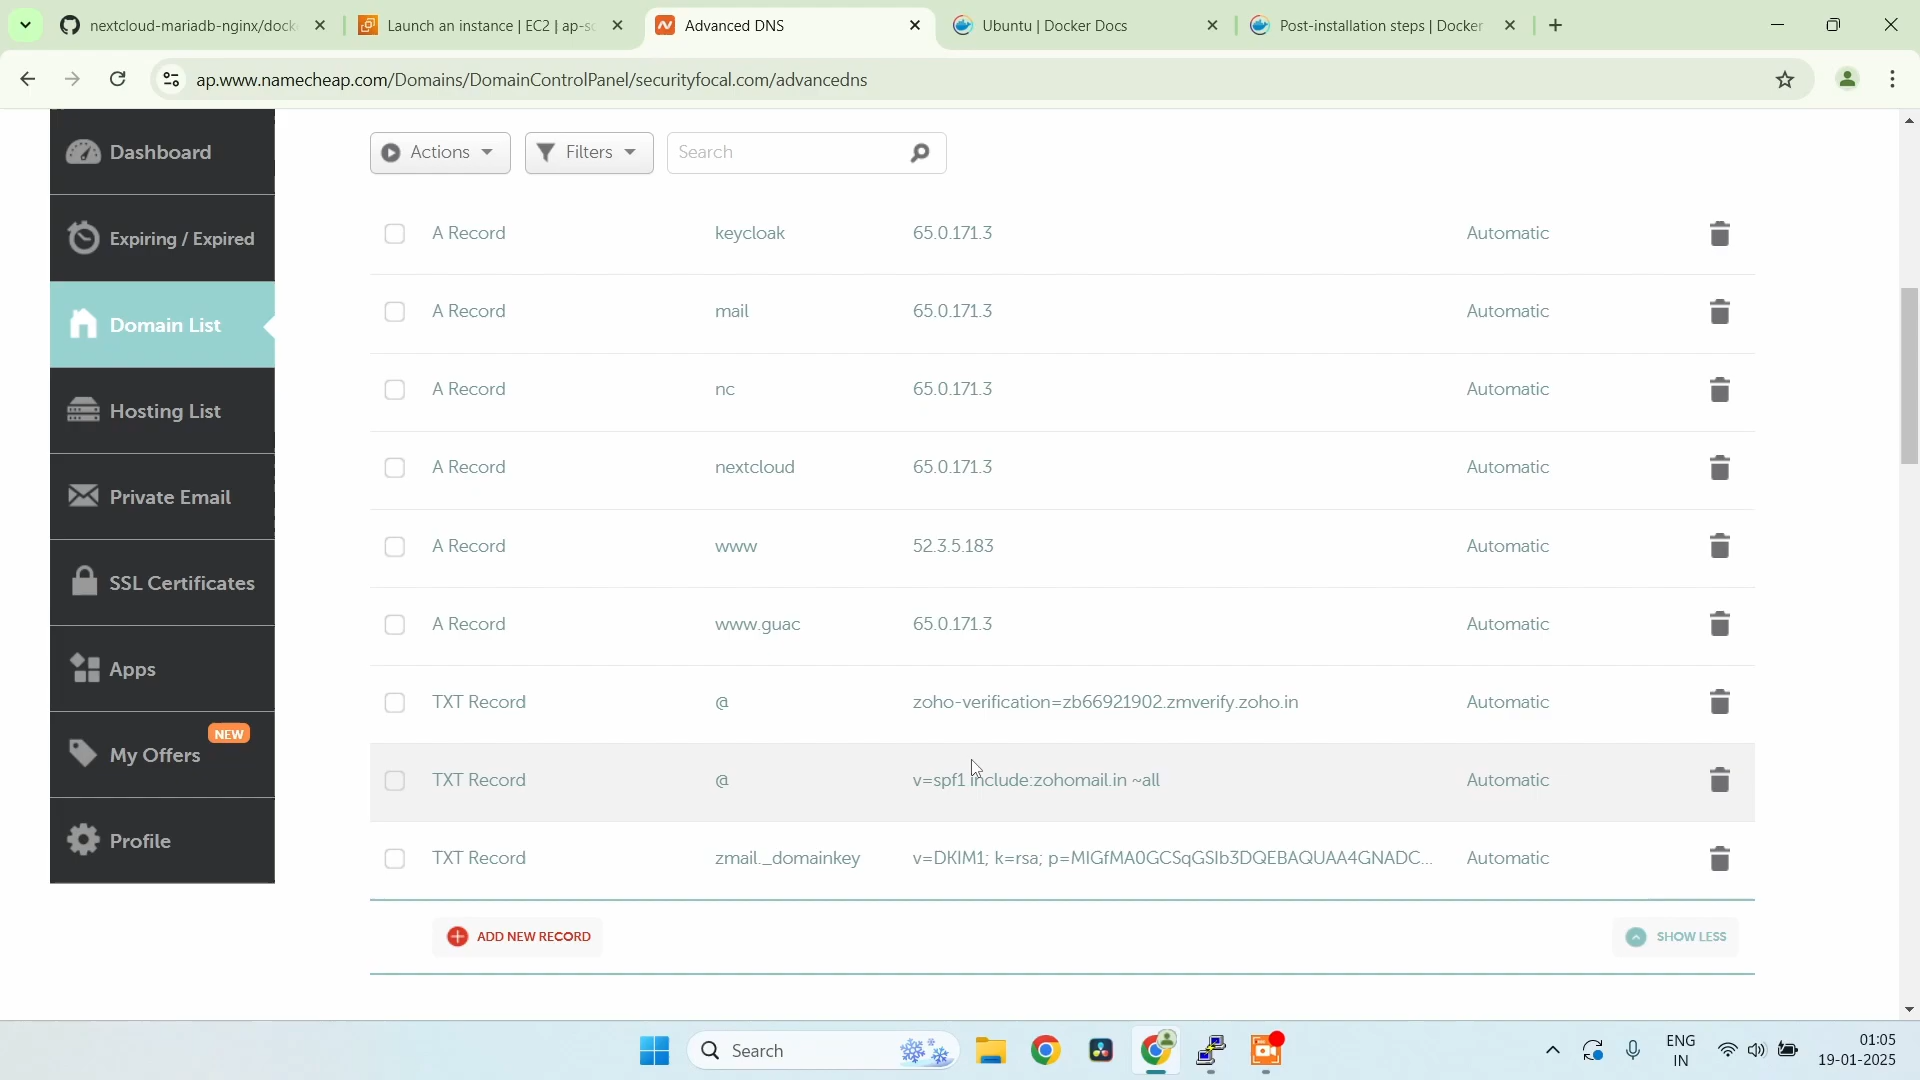 nextcloud-mariadb-nginx/dock
Launch an instance | EC2 | ap-so
Advanced DNS
Ubuntu | Docker Docs
Post-installation steps | Docker
ap.www.namecheap.com/Domains/DomainControlPanel/securityfocal.com/advancedns
Dashboard
Expiring / Expired
Domain List
Hosting List
Private Email
SSL Certificates
Apps
NEW
My Offers
Profile
Actions
Filters
Search
A Record keycloak 65.0.171.3 Automatic
A Record mail 65.0.171.3 Automatic
A Record nc 65.0.171.3 Automatic
A Record nextcloud 65.0.171.3 Automatic
A Record www 52.3.5.183 Automatic
A Record www.guac 65.0.171.3 Automatic
TXT Record @ zoho-verification=zb66921902.zmverify.zoho.in Automatic
TXT Record @ v=spf1 include:zohomail.in ~all Automatic
TXT Record zmail._domainkey v=DKIM1; k=rsa; p=MIGfMA0GCSqGSIb3DQEBAQUAA4GNADC... Automatic
ADD NEW RECORD
SHOW LESS
Search
ENG
IN
01:05
19-01-2025